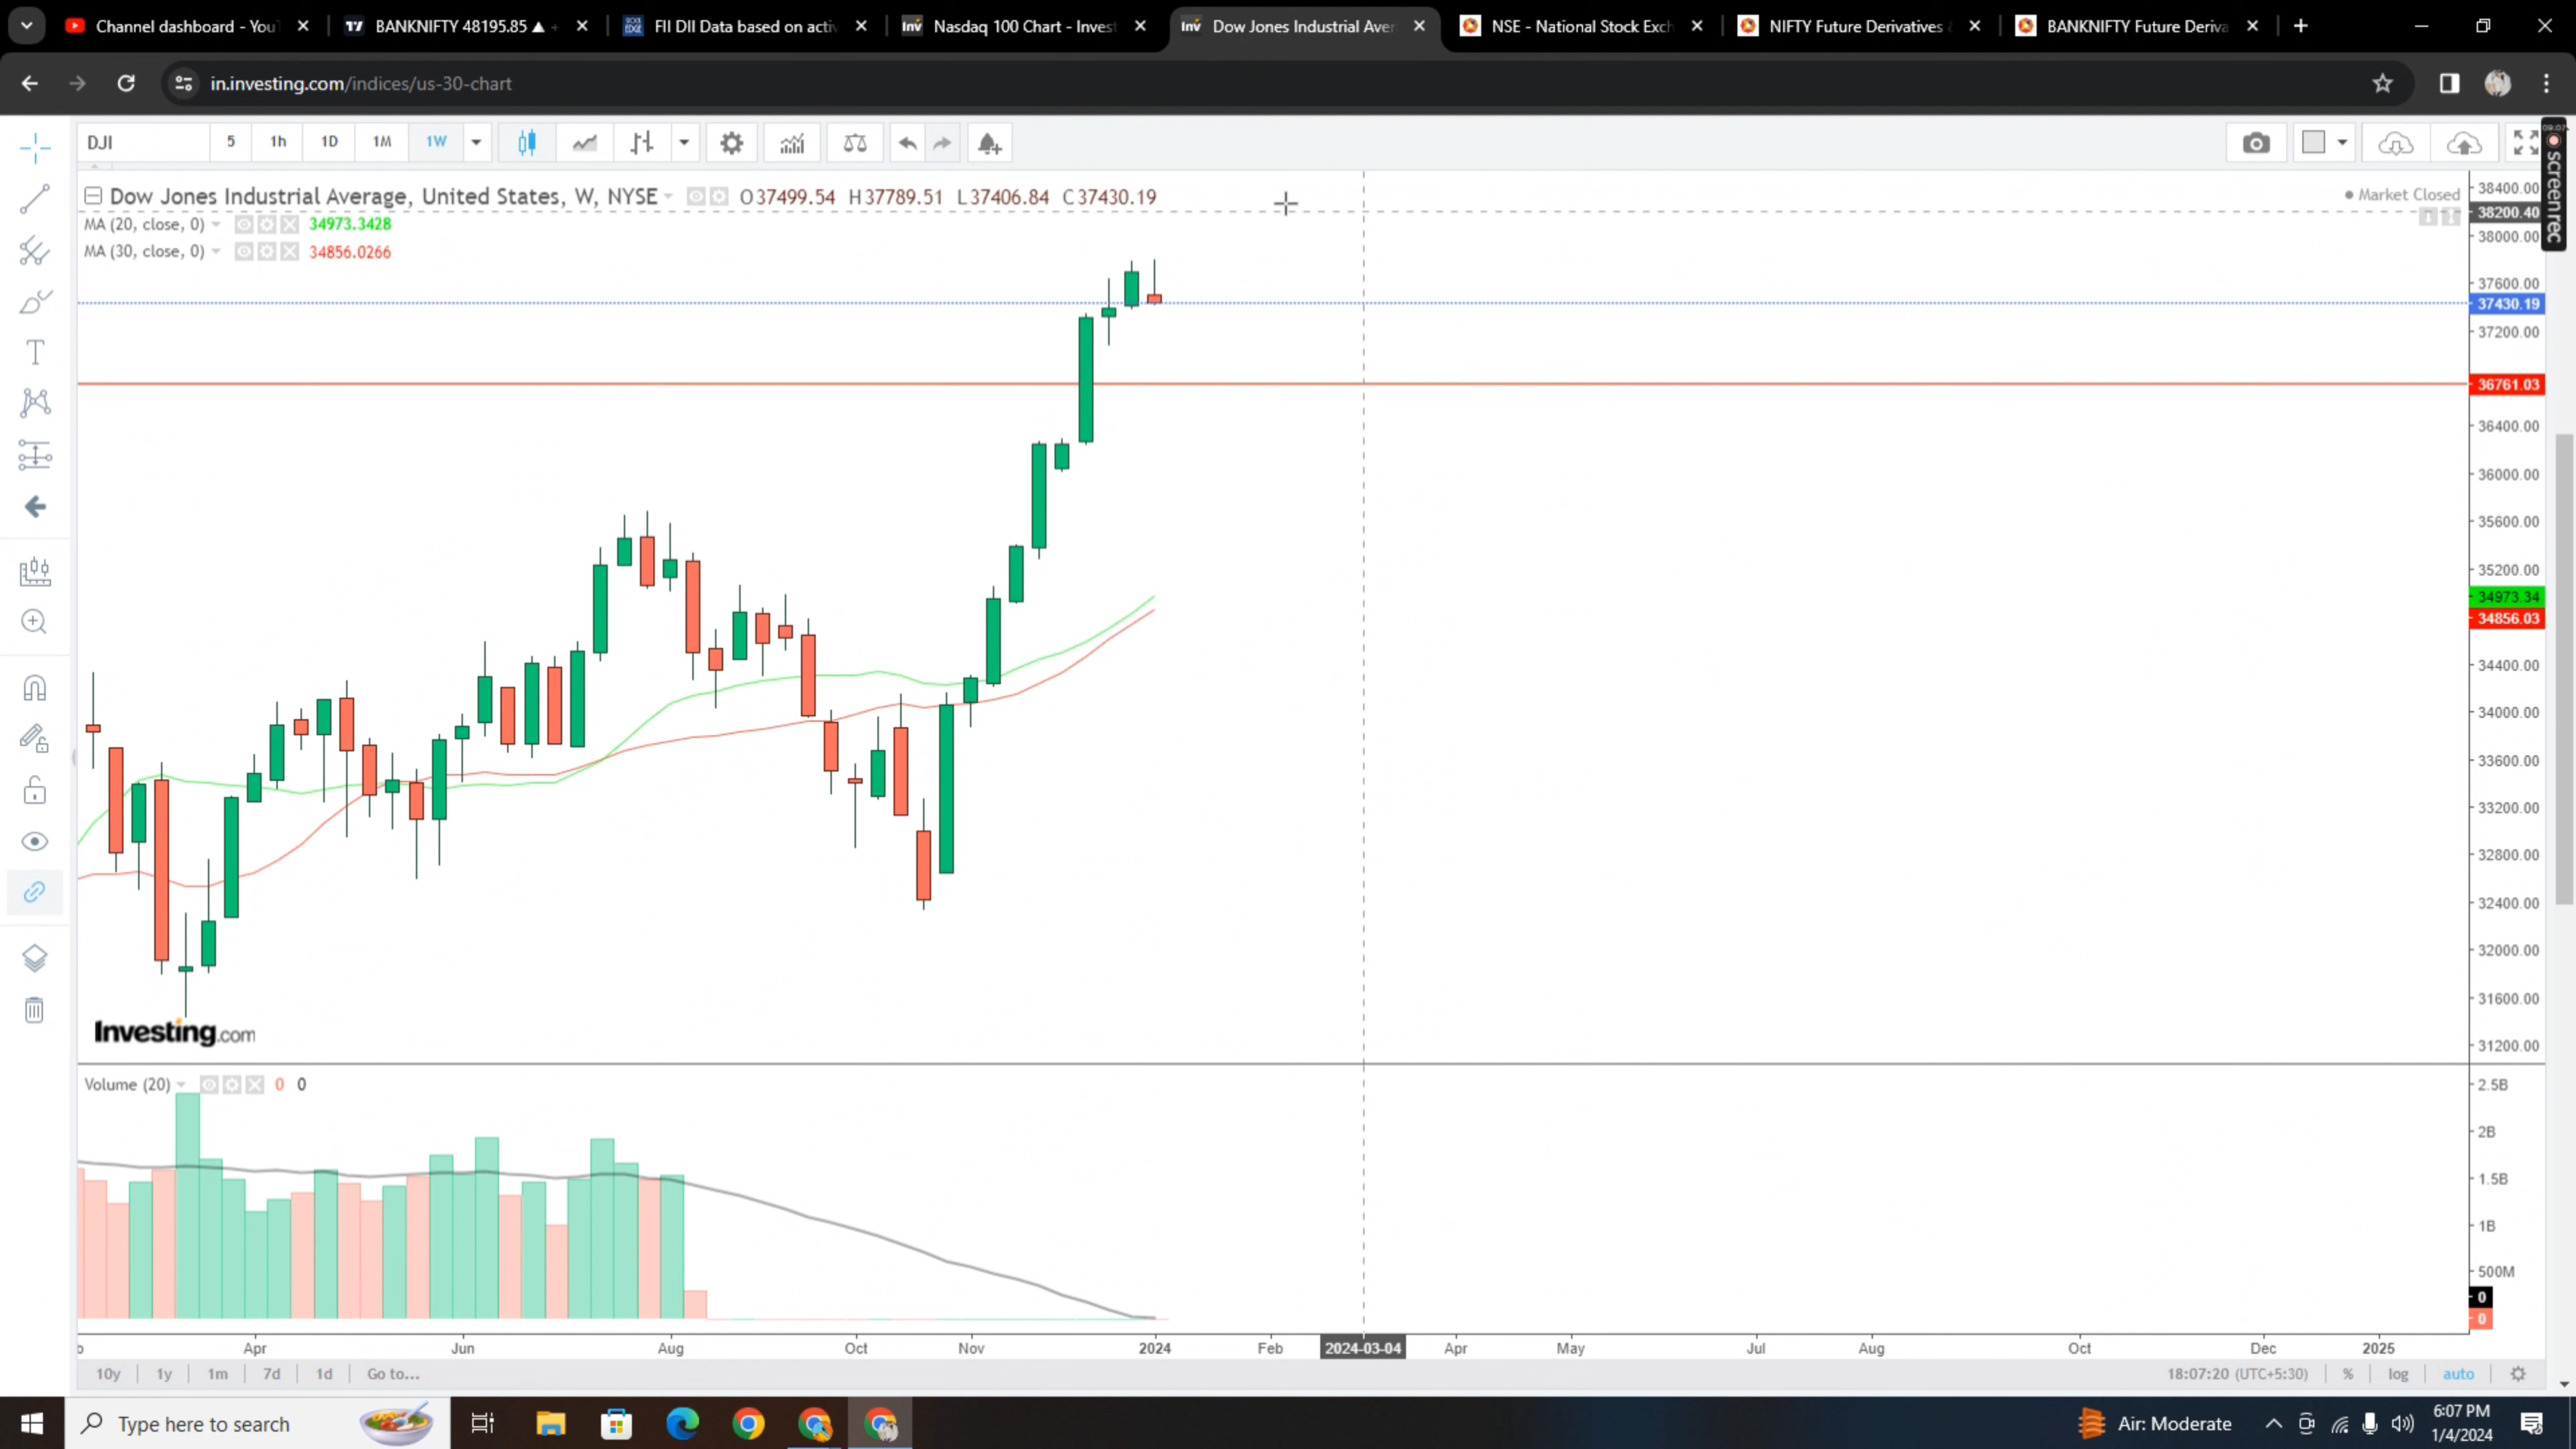 Channel dashboard - You
BANKNIFTY 48195.85 ▲ +
FII DII Data based on activ
Nasdaq 100 Chart - Invest
Dow Jones Industrial Aver
NSE - National Stock Exch
NIFTY Future Derivatives &
BANKNIFTY Future Deriva
in.investing.com/indices/us-30-chart
DJI
5
1h
1D
1M
1W
screenrec
Dow Jones Industrial Average, United States, W, NYSE
O37499.54 H37789.51 L37406.84 C37430.19
Market Closed
MA (20, close, 0) 34973.3428
MA (30, close, 0) 34856.0266
38400.00
38200.40
38000.00
37600.00
37430.19
37200.00
36761.03
36400.00
36000.00
35600.00
35200.00
34973.34
34856.03
34400.00
34000.00
33600.00
33200.00
32800.00
32400.00
32000.00
31600.00
31200.00
Investing.com
Volume (20) 0 0
2.5B
2B
1.5B
1B
500M
0
0
Apr Jun Aug Oct Nov 2024 Feb 2024-03-04 Apr May Jul Aug Oct Dec 2025
10y 1y 1m 7d 1d Go to...
18:07:20 (UTC+5:30) % log auto
Type here to search
Air: Moderate
6:07 PM
1/4/2024